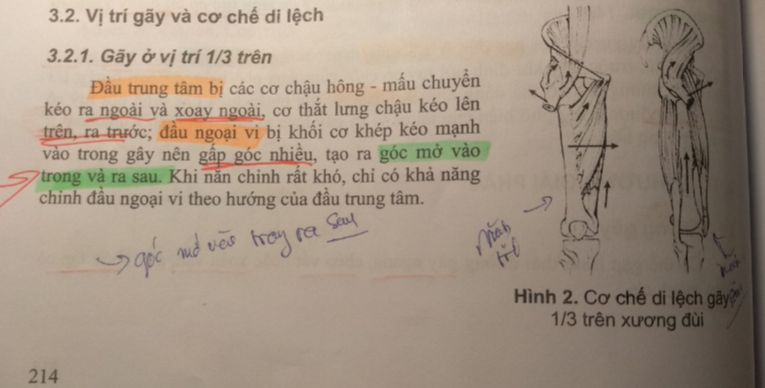 3.2. Vị trí gãy và cơ chế di lệch
3.2.1. Gãy ở vị trí 1/3 trên
Đầu trung tâm bị các cơ chậu hông - mấu chuyển
kéo ra ngoài và xoay ngoài, cơ thắt lưng chậu kéo lên
trên, ra trước; đầu ngoại vi bị khối cơ khép kéo mạnh
vào trong gây nên gấp góc nhiều, tạo ra góc mở vào
trong và ra sau. Khi nắn chỉnh rất khó, chỉ có khả năng
chỉnh đầu ngoại vi theo hướng của đầu trung tâm.
góc mở vào trong ra sau
nhìn
Hình 2. Cơ chế di lệch gãy
1/3 trên xương đùi
214